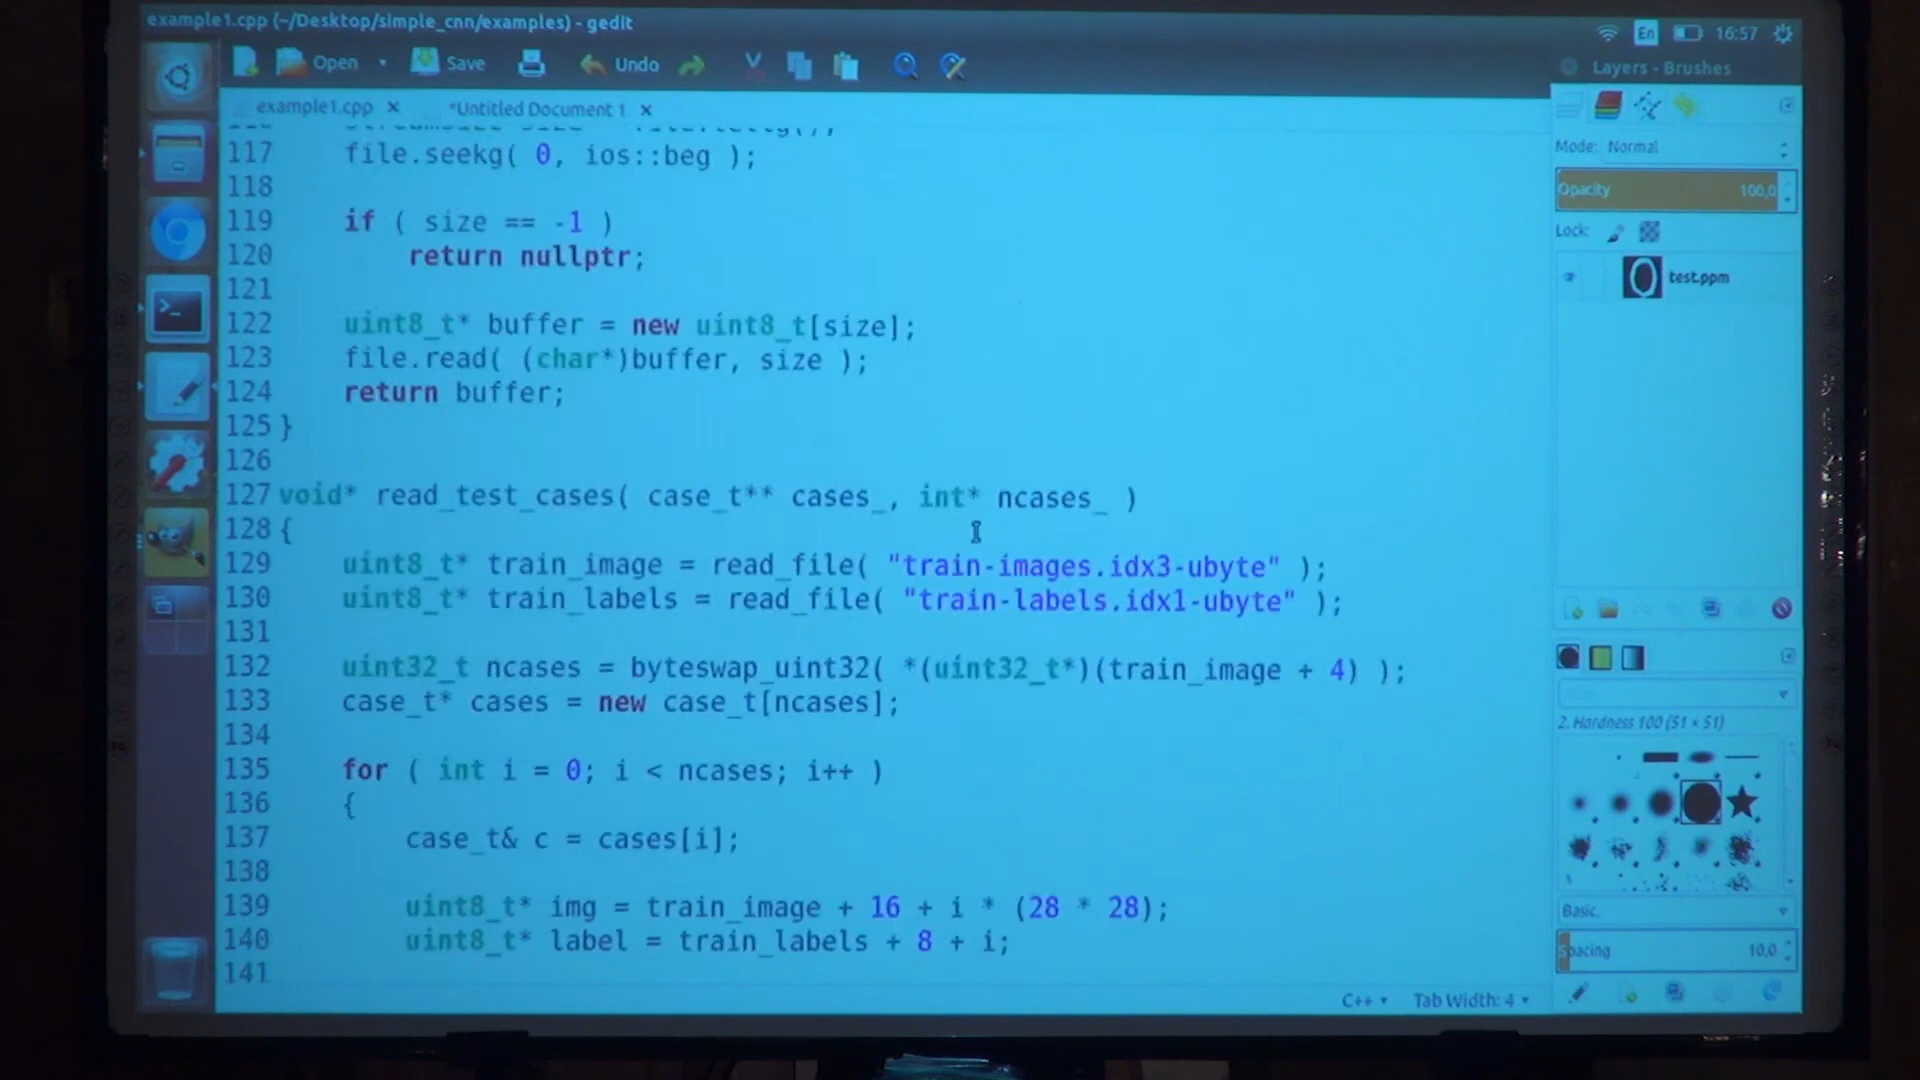 example1.cpp (~/Desktop/simple_cnn/examples) - gedit
En 16:57
Open Save Undo
Layers - Brushes
example1.cpp × *Untitled Document 1 ×
117 file.seekg( 0, ios::beg );
118
119 if ( size == -1 )
120 return nullptr;
121
122 uint8_t* buffer = new uint8_t[size];
123 file.read( (char*)buffer, size );
124 return buffer;
125 }
126
127 void* read_test_cases( case_t** cases_, int* ncases_ )
128 {
129 uint8_t* train_image = read_file( "train-images.idx3-ubyte" );
130 uint8_t* train_labels = read_file( "train-labels.idx1-ubyte" );
131
132 uint32_t ncases = byteswap_uint32( *(uint32_t*)(train_image + 4) );
133 case_t* cases = new case_t[ncases];
134
135 for ( int i = 0; i < ncases; i++ )
136 {
137 case_t& c = cases[i];
138
139 uint8_t* img = train_image + 16 + i * (28 * 28);
140 uint8_t* label = train_labels + 8 + i;
141
C++ Tab Width: 4
Mode: Normal
Opacity 100,0
Lock:
test.ppm
2. Hardness 100 (51 × 51)
Basic,
Spacing 10,0